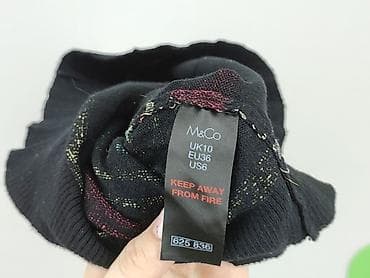 M&Co
UK10
EU36
US6
KEEP AWAY
FROM FIRE
625 836